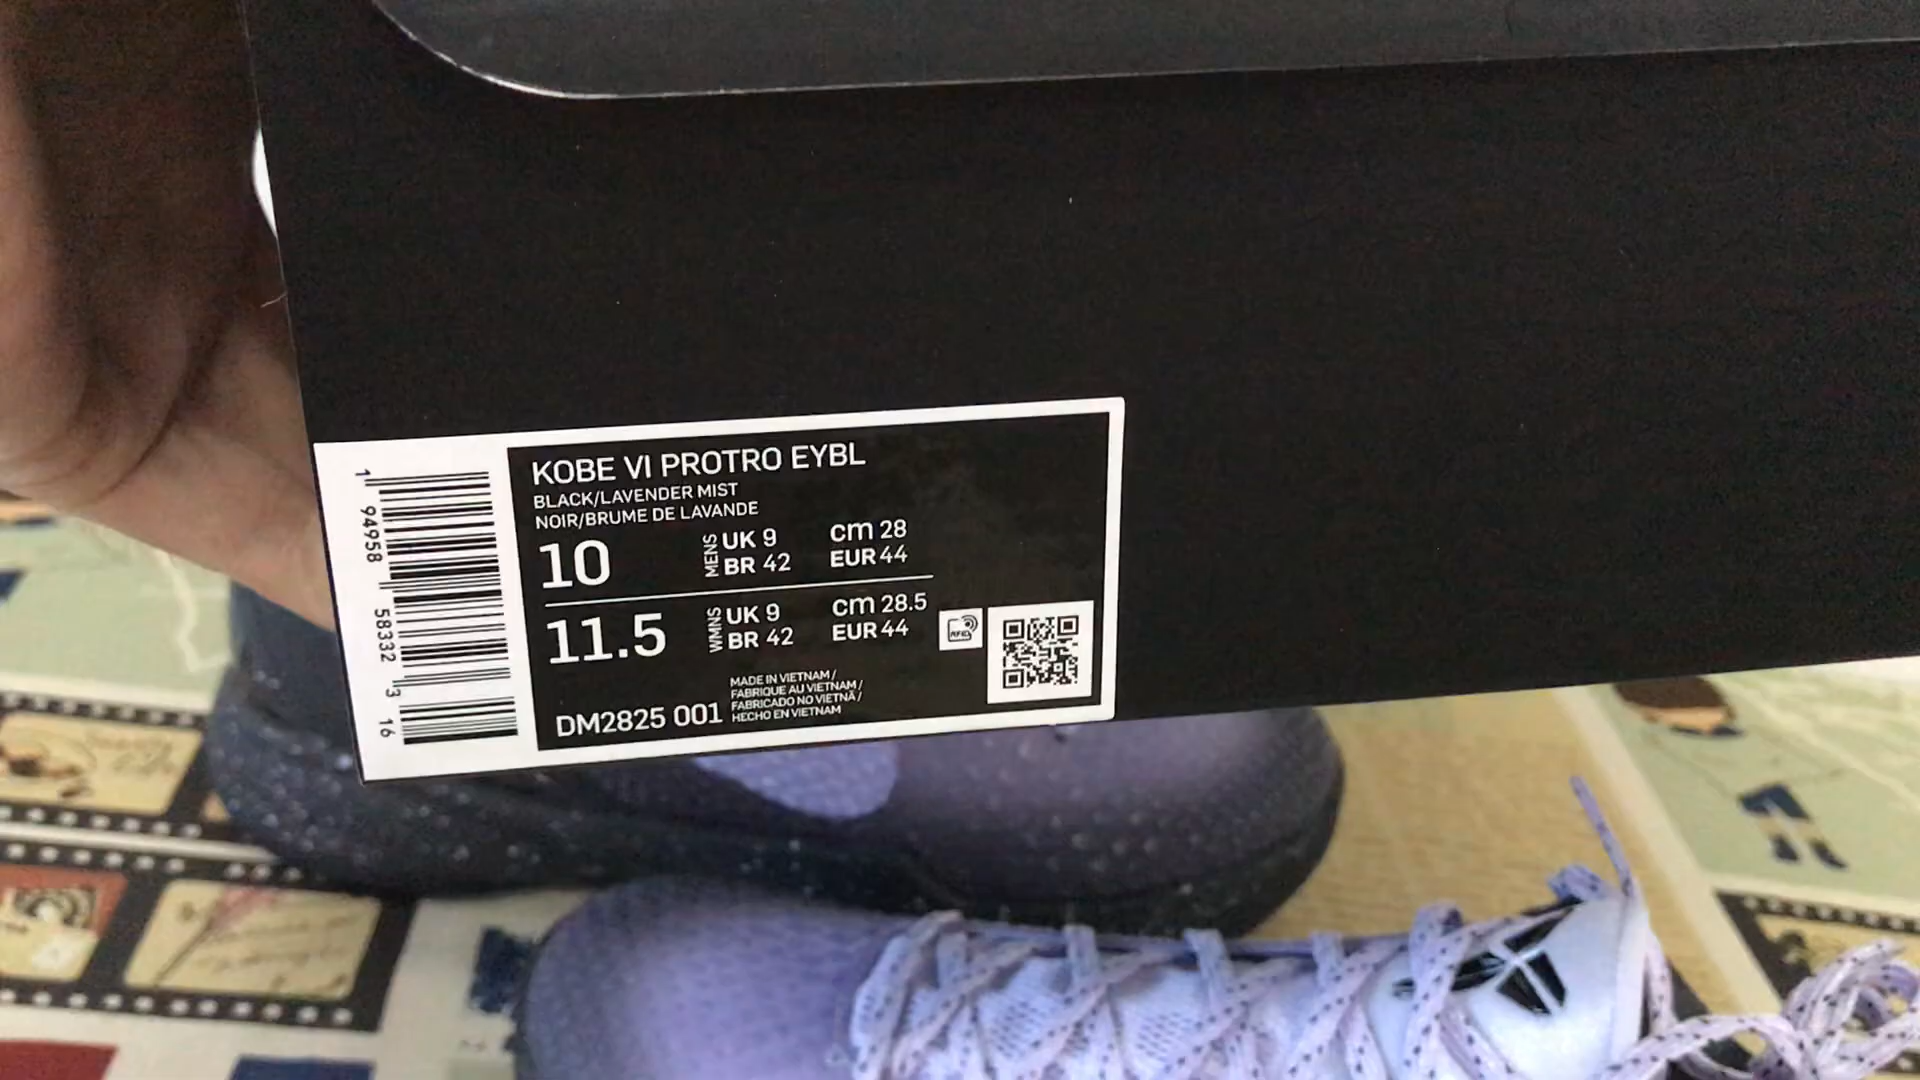 KOBE VI PROTRO EYBL
BLACK/LAVENDER MIST
NOIR/BRUME DE LAVANDE
10 MENS UK 9 cm 28
BR 42 EUR 44
11.5 WMNS UK 9 cm 28.5
BR 42 EUR 44
RFID
DM2825 001
MADE IN VIETNAM /
FABRIQUE AU VIETNAM /
FABRICADO NO VIETNÃ /
HECHO EN VIETNAM
1 94958 58332 3 16